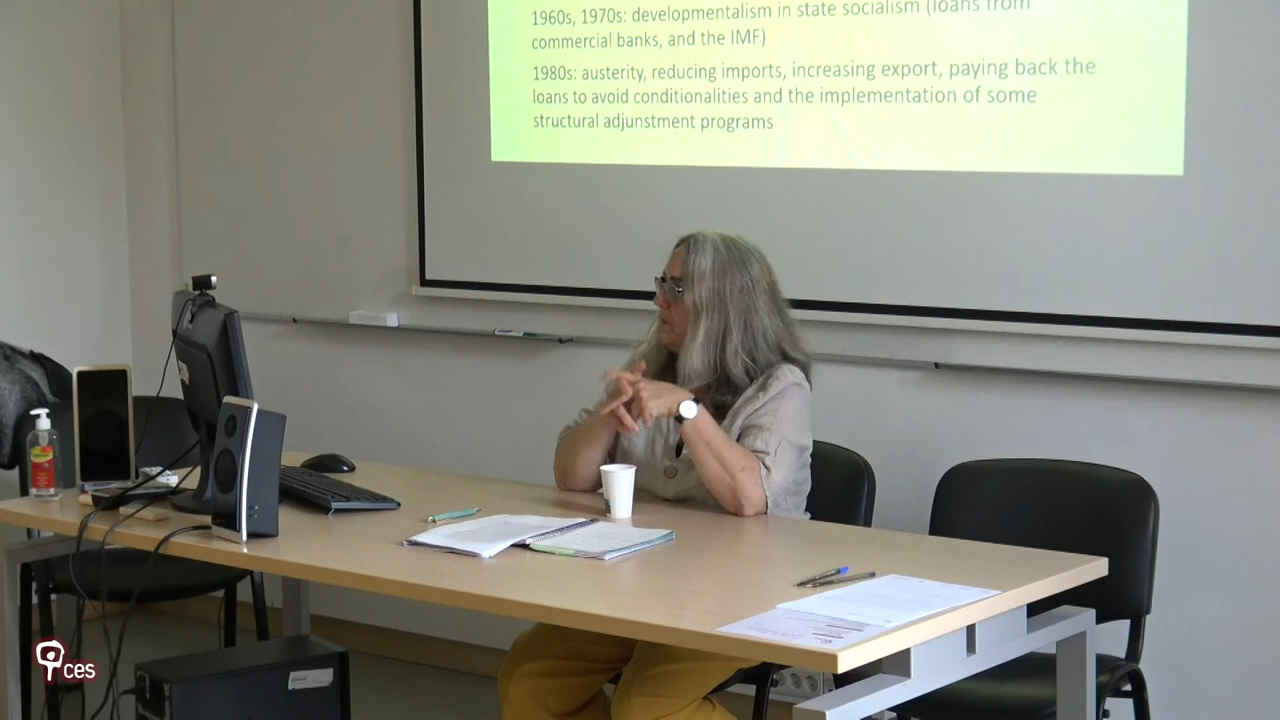 1960s, 1970s: developmentalism in state socialism (loans from
commercial banks, and the IMF)
1980s: austerity, reducing imports, increasing export, paying back the
loans to avoid conditionalities and the implementation of some
structural adjunstment programs
ces